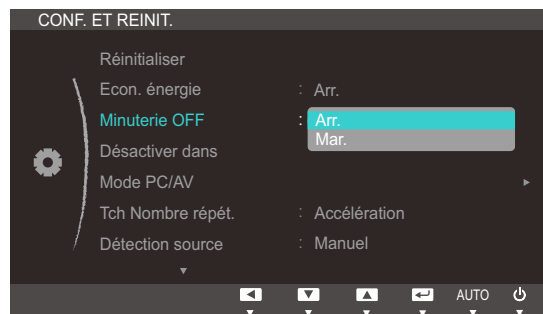 CONF. ET REINIT.
Réinitialiser
Econ. énergie : Arr.
Minuterie OFF : Arr.
Mar.
Désactiver dans
Mode PC/AV
Tch Nombre répét. : Accélération
Détection source : Manuel
AUTO